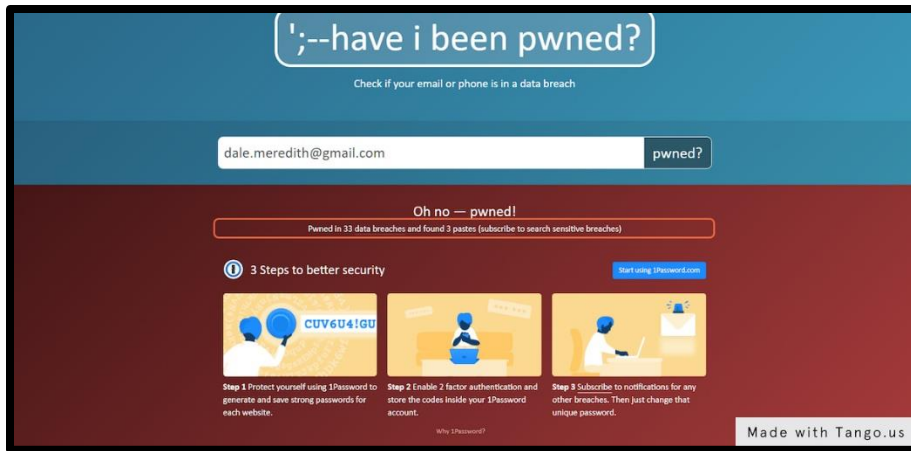 ';--have i been pwned?
Check if your email or phone is in a data breach
dale.meredith@gmail.com pwned?
Oh no — pwned!
Pwned in 33 data breaches and found 3 pastes (subscribe to search sensitive breaches)
3 Steps to better security Start using 1Password.com
CUV6U4!GU
Step 1 Protect yourself using 1Password to
generate and save strong passwords for
each website.
Step 2 Enable 2 factor authentication and
store the codes inside your 1Password
account.
Step 3 Subscribe to notifications for any
other breaches. Then just change that
unique password.
Why 1Password?
Made with Tango.us